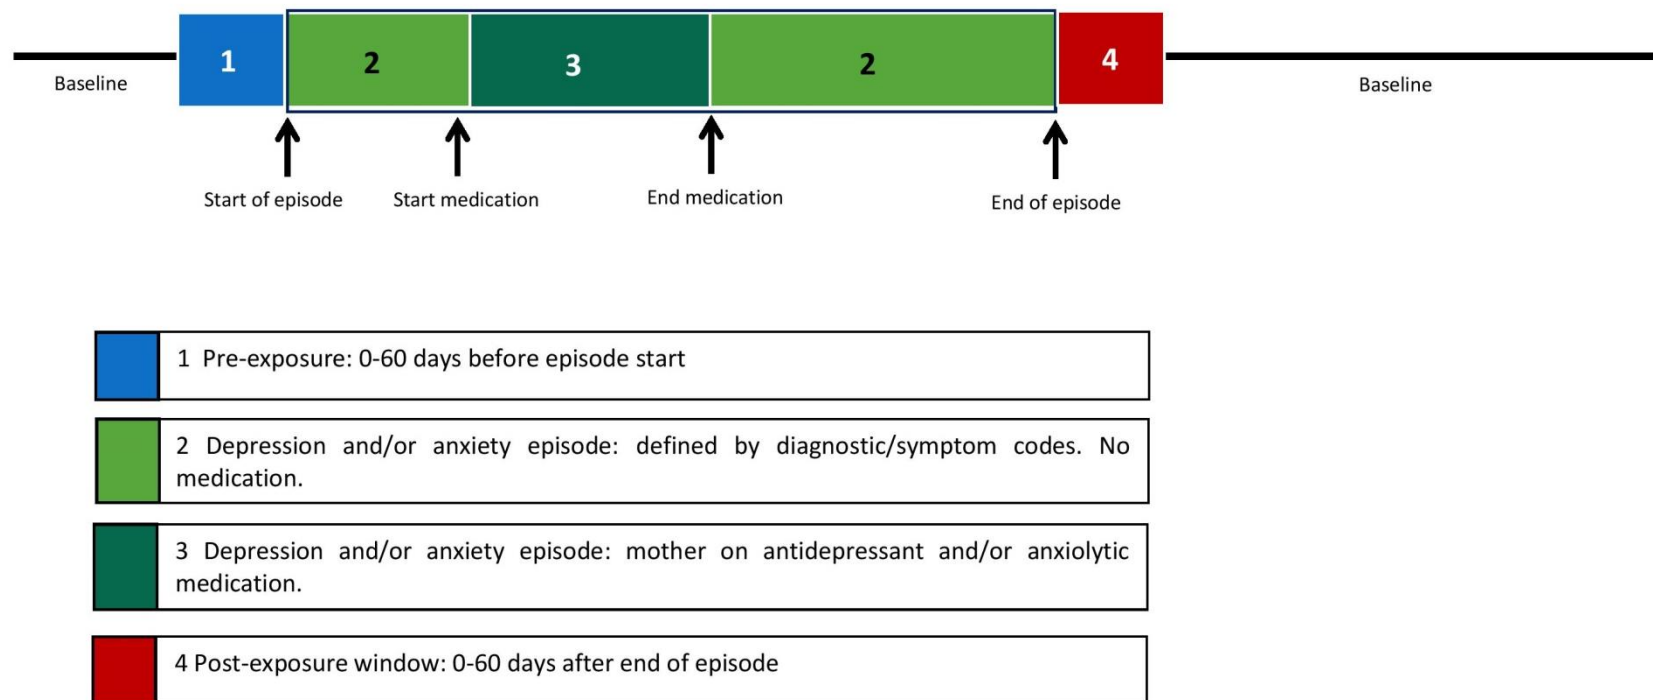 1
2
3
2
4
Baseline
Baseline
Start of episode
Start medication
End medication
End of episode
1 Pre-exposure: 0-60 days before episode start
2 Depression and/or anxiety episode: defined by diagnostic/symptom codes. No
medication.
3 Depression and/or anxiety episode: mother on antidepressant and/or anxiolytic
medication.
4 Post-exposure window: 0-60 days after end of episode